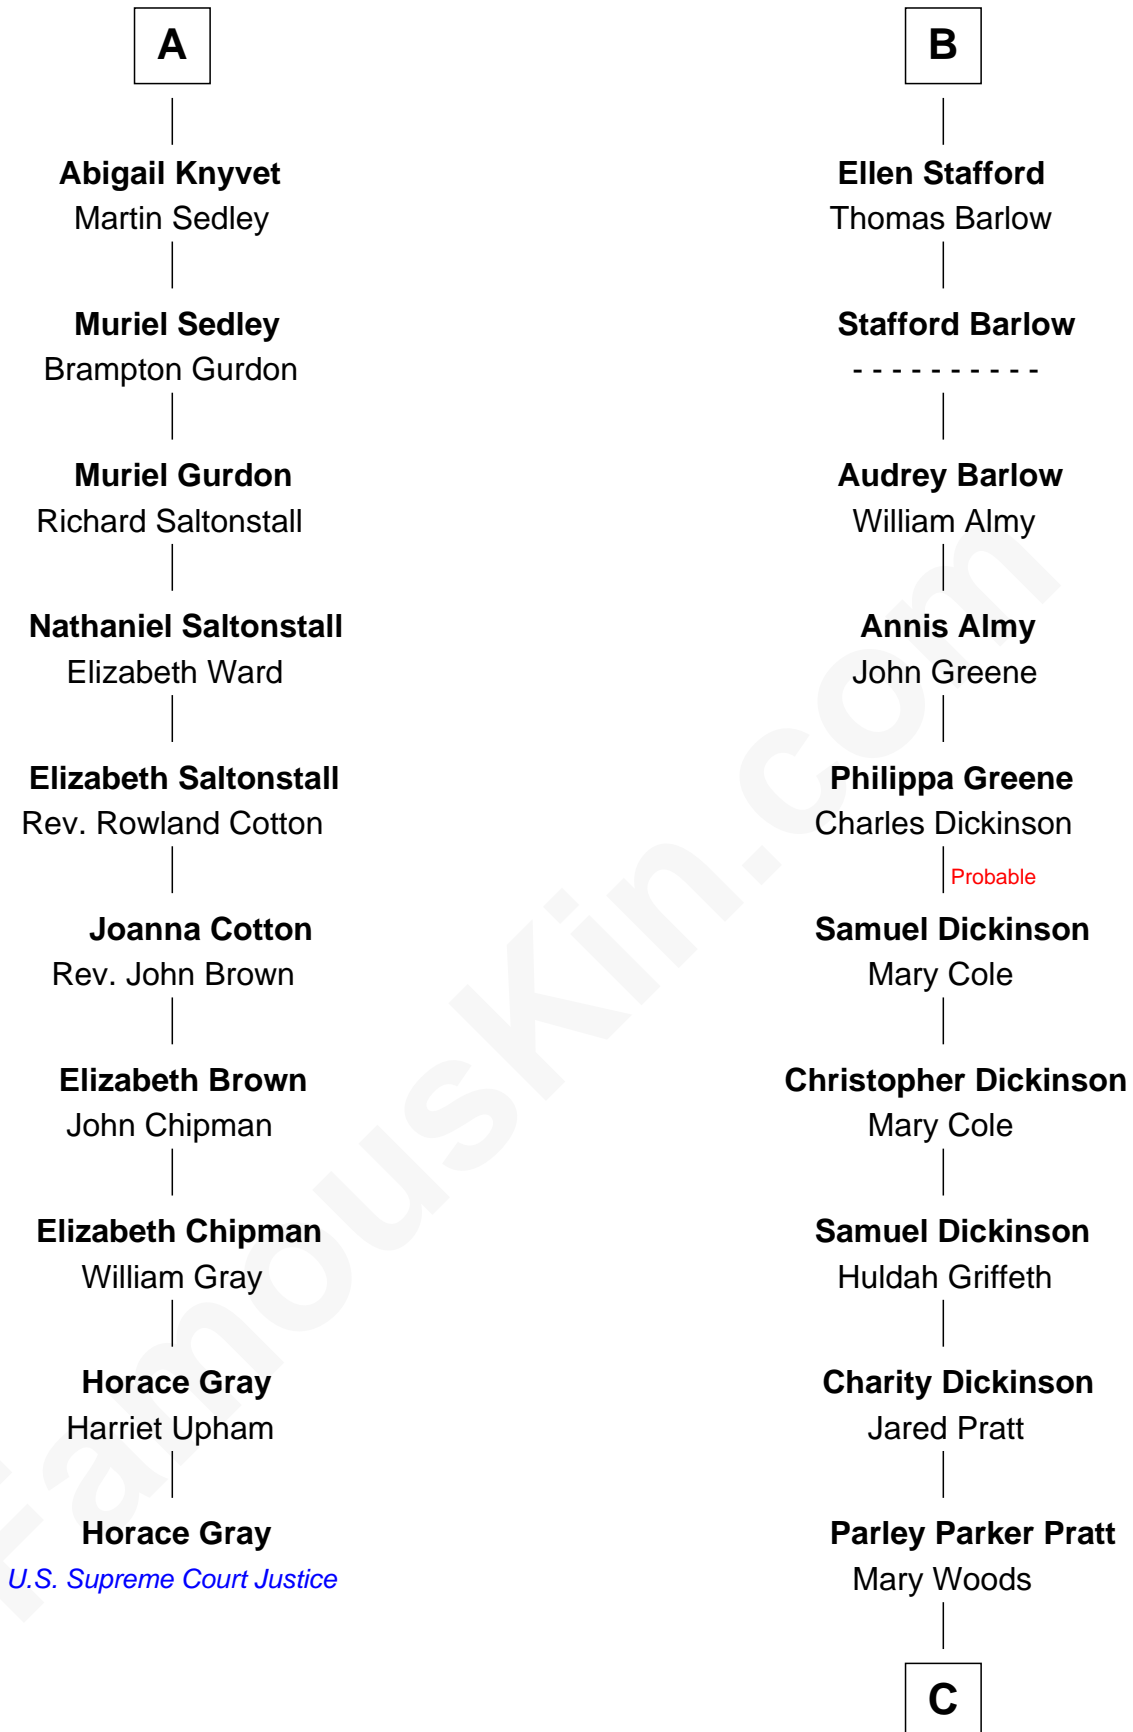 A
Abigail Knyvet
Martin Sedley
Muriel Sedley
Brampton Gurdon
Muriel Gurdon
Richard Saltonstall
Nathaniel Saltonstall
Elizabeth Ward
Elizabeth Saltonstall
Rev. Rowland Cotton
Joanna Cotton
Rev. John Brown
Elizabeth Brown
John Chipman
Elizabeth Chipman
William Gray
Horace Gray
Harriet Upham
Horace Gray
U.S. Supreme Court Justice
B
Ellen Stafford
Thomas Barlow
Stafford Barlow
- - - - - - - - - -
Audrey Barlow
William Almy
Annis Almy
John Greene
Philippa Greene
Charles Dickinson
Probable
Samuel Dickinson
Mary Cole
Christopher Dickinson
Mary Cole
Samuel Dickinson
Huldah Griffeth
Charity Dickinson
Jared Pratt
Parley Parker Pratt
Mary Woods
C
FamousKin.com